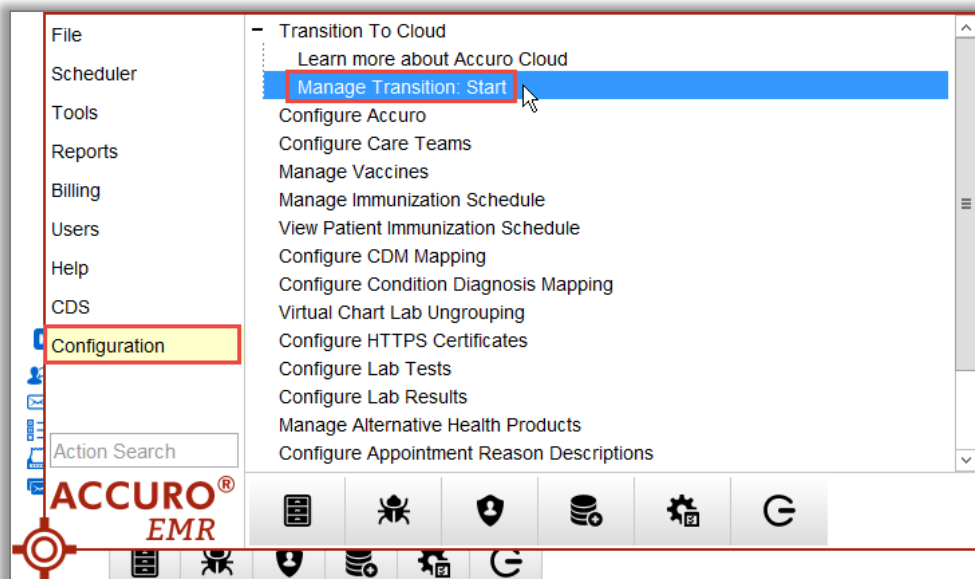 File
Scheduler
Tools
Reports
Billing
Users
Help
CDS
Configuration
Action Search
ACCURO®
EMR
Transition To Cloud
Learn more about Accuro Cloud
Manage Transition: Start
Configure Accuro
Configure Care Teams
Manage Vaccines
Manage Immunization Schedule
View Patient Immunization Schedule
Configure CDM Mapping
Configure Condition Diagnosis Mapping
Virtual Chart Lab Ungrouping
Configure HTTPS Certificates
Configure Lab Tests
Configure Lab Results
Manage Alternative Health Products
Configure Appointment Reason Descriptions